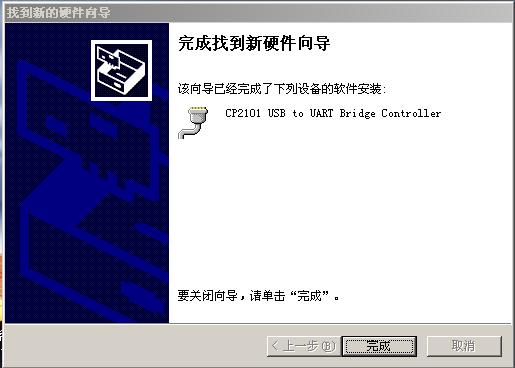 找到新的硬件向导
完成找到新硬件向导
该向导已经完成了下列设备的软件安装:
CP2101 USB to UART Bridge Controller
要关闭向导，请单击“完成”。
< 上一步(B)
完成
取消